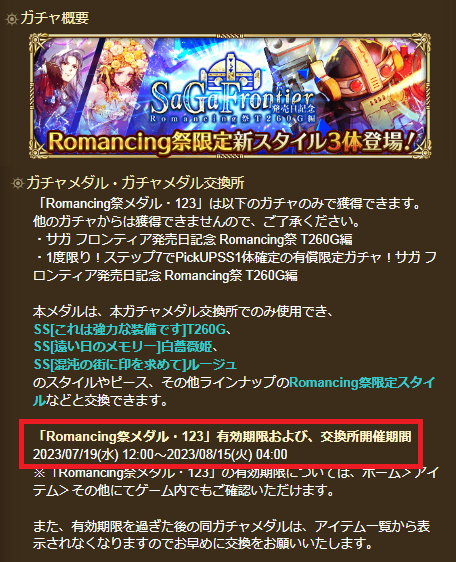 ガチャ概要
SaGa Frontier
発売日記念
Romancing祭 T260G編
Romancing祭限定新スタイル3体登場!
ガチャメダル・ガチャメダル交換所
「Romancing祭メダル・123」は以下のガチャのみで獲得できます。
他のガチャからは獲得できませんので、ご了承ください。
・サガ フロンティア発売日記念 Romancing祭 T260G編
・1度限り！ステップ7でPickUPSS1体確定の有償限定ガチャ！サガ フ
ロンティア発売日記念 Romancing祭 T260G編
本メダルは、本ガチャメダル交換所でのみ使用でき、
SS[これは強力な装備です]T260G、
SS[遠い日のメモリー]白薔薇姫、
SS[混沌の街に印を求めて]ルージュ
のスタイルやピース、その他ラインナップのRomancing祭限定スタイ
ルなどと交換できます。
「Romancing祭メダル・123」有効期限および、交換所開催期間
2023/07/19(水) 12:00～2023/08/15(火) 04:00
※「Romancing祭メダル・123」の有効期限については、ホーム＞アイ
テム＞その他にてゲーム内でもご確認いただけます。
また、有効期限を過ぎた後の同ガチャメダルは、アイテム一覧から表
示されなくなりますのでお早めに交換をお願いいたします。